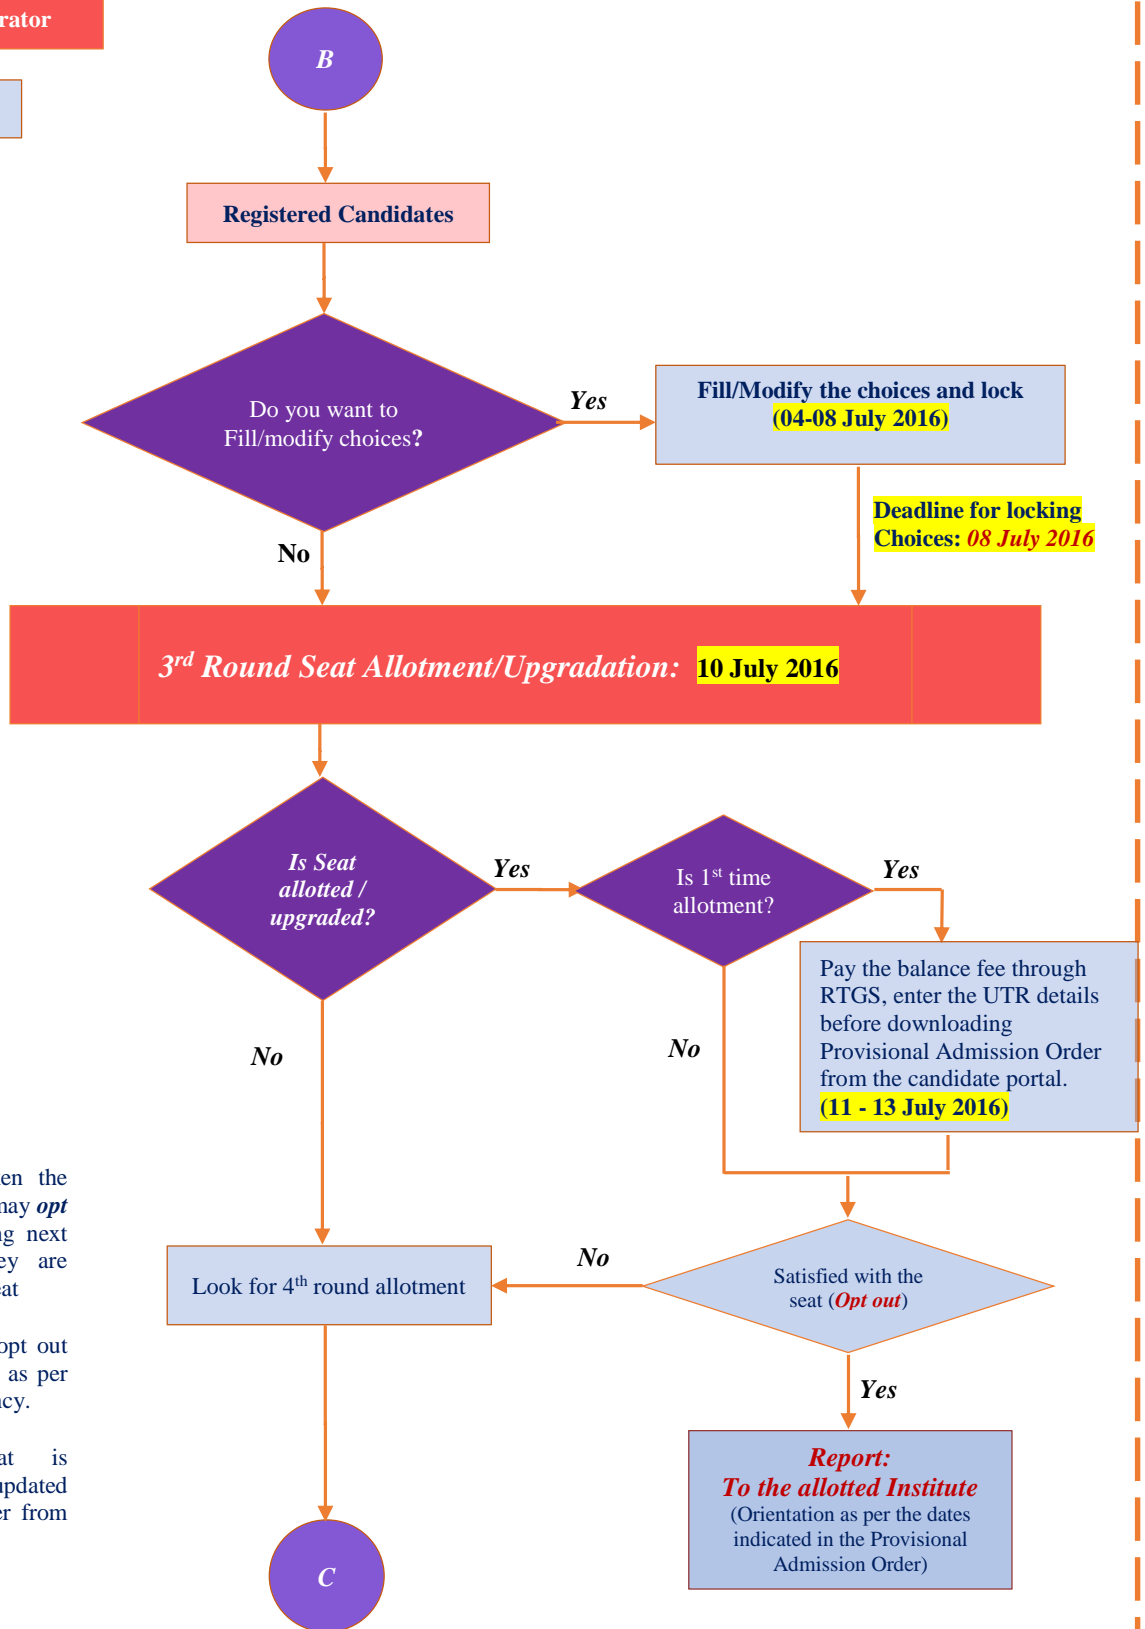 rator
B
Registered Candidates
Do you want to
Fill/modify choices?
Yes
Fill/Modify the choices and lock
(04-08 July 2016)
Deadline for locking
Choices: 08 July 2016
No
3rd Round Seat Allotment/Upgradation: 10 July 2016
Is Seat
allotted /
upgraded?
Yes
Is 1st time
allotment?
Yes
Pay the balance fee through
RTGS, enter the UTR details
before downloading
Provisional Admission Order
from the candidate portal.
(11 - 13 July 2016)
No
No
en the
may opt
ng next
ey are
eat
opt out
as per
ncy.
at is
updated
er from
Look for 4th round allotment
No
Satisfied with the
seat (Opt out)
Yes
Report:
To the allotted Institute
(Orientation as per the dates
indicated in the Provisional
Admission Order)
C